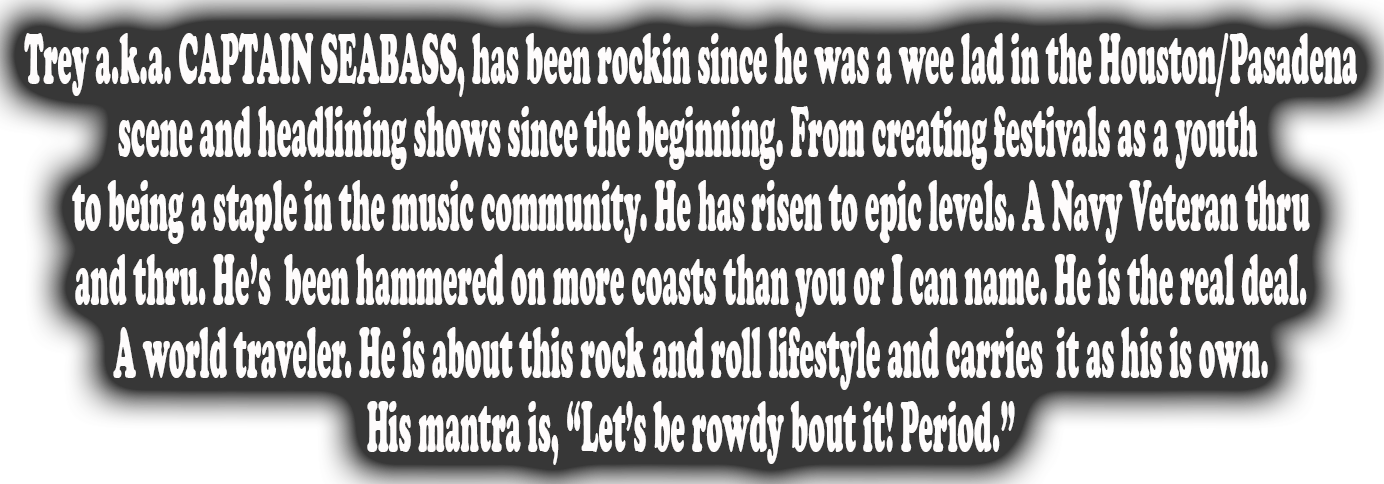 Trey a.k.a. CAPTAIN SEABASS, has been rockin since he was a wee lad in the Houston/Pasadena
scene and headlining shows since the beginning. From creating festivals as a youth
to being a staple in the music community. He has risen to epic levels. A Navy Veteran thru
and thru. He's  been hammered on more coasts than you or I can name. He is the real deal.
A world traveler. He is about this rock and roll lifestyle and carries  it as his is own.
His mantra is, “Let's be rowdy bout it! Period.”